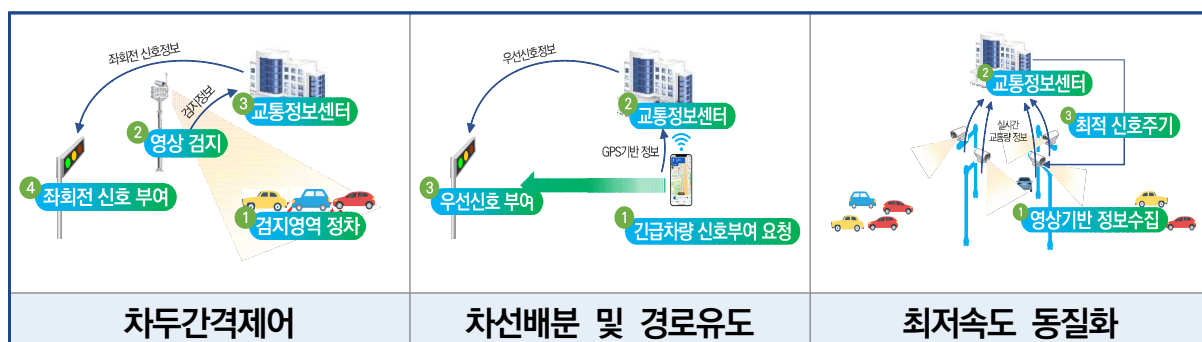 좌회전 신호정보
검지정보
③ 교통정보센터
② 영상 검지
④ 좌회전 신호 부여
① 검지영역 정차
차두간격제어
우선신호정보
② 교통정보센터
GPS기반 정보
③ 우선신호 부여
① 긴급차량 신호부여 요청
차선배분 및 경로유도
② 교통정보센터
③ 최적 신호주기
실시간
교통량 정보
① 영상기반 정보수집
최저속도 동질화